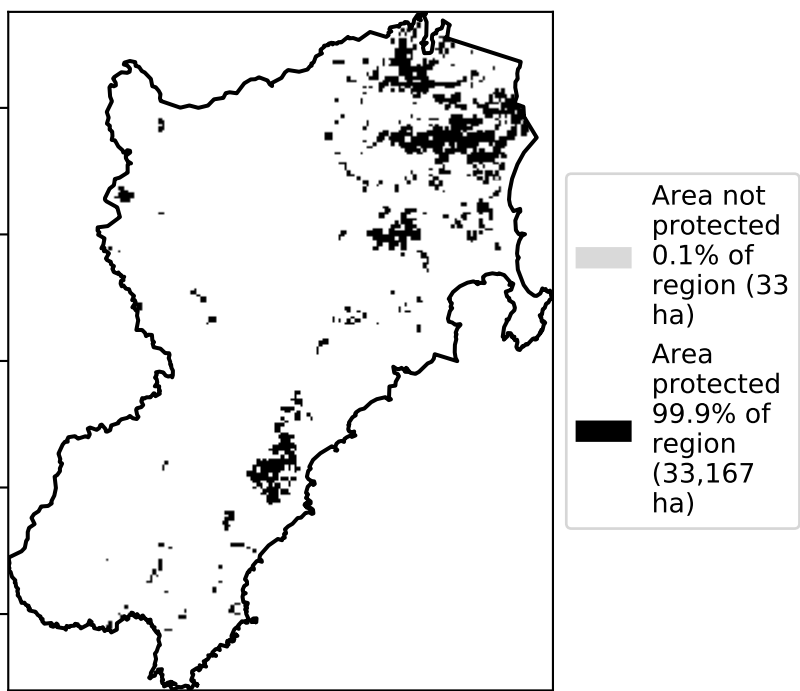 Area not
protected
0.1% of
region (33
ha)
Area
protected
99.9% of
region
(33,167
ha)